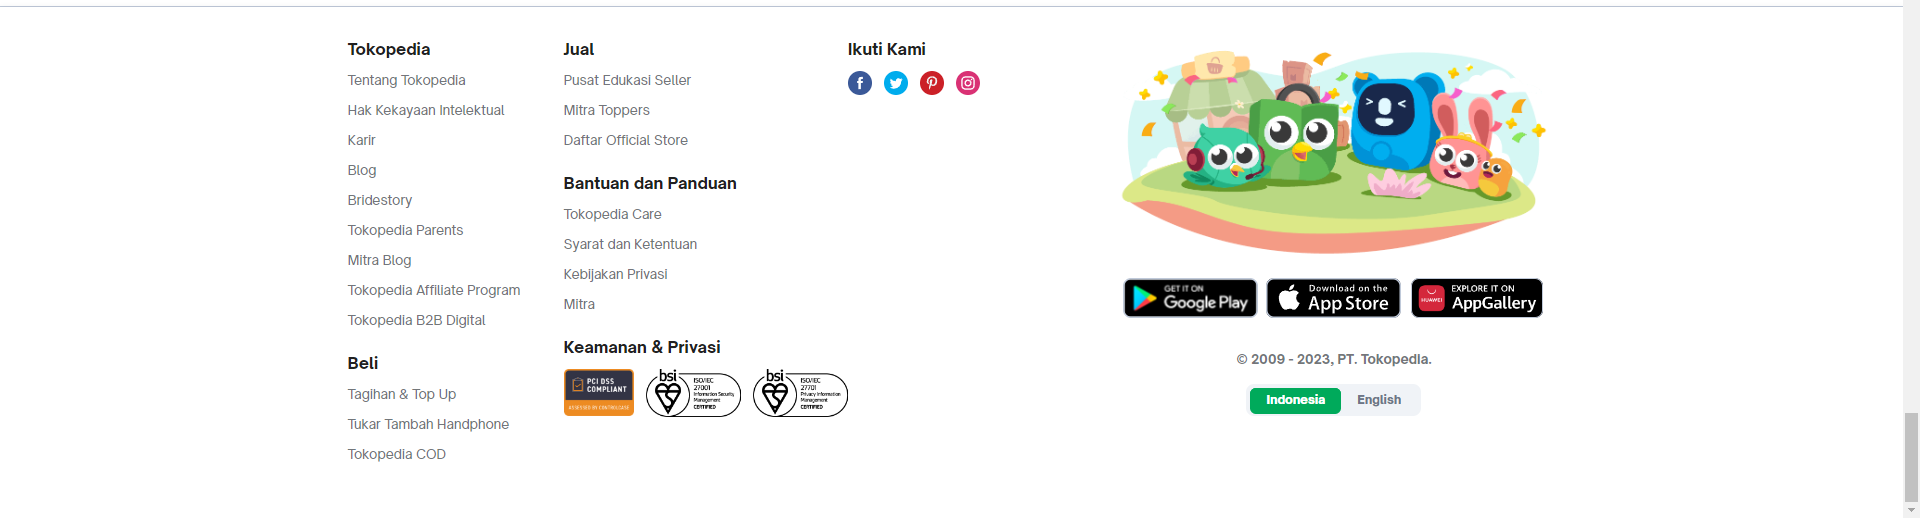 Tokopedia
Tentang Tokopedia
Hak Kekayaan Intelektual
Karir
Blog
Bridestory
Tokopedia Parents
Mitra Blog
Tokopedia Affiliate Program
Tokopedia B2B Digital
Beli
Tagihan & Top Up
Tukar Tambah Handphone
Tokopedia COD
Jual
Pusat Edukasi Seller
Mitra Toppers
Daftar Official Store
Bantuan dan Panduan
Tokopedia Care
Syarat dan Ketentuan
Kebijakan Privasi
Mitra
Keamanan & Privasi
PCI DSS
COMPLIANT
ASSESSED BY CONTROLCASE
bsi
ISO/IEC
27001
Information Security
Management
CERTIFIED
bsi
ISO/IEC
27701
Privacy Information
Management
CERTIFIED
Ikuti Kami
GET IT ON
Google Play
Download on the
App Store
HUAWEI
EXPLORE IT ON
AppGallery
© 2009 - 2023, PT. Tokopedia.
Indonesia
English